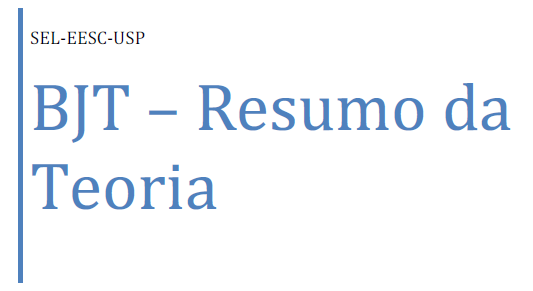 SEL-EESC-USP
BJT – Resumo da
Teoria